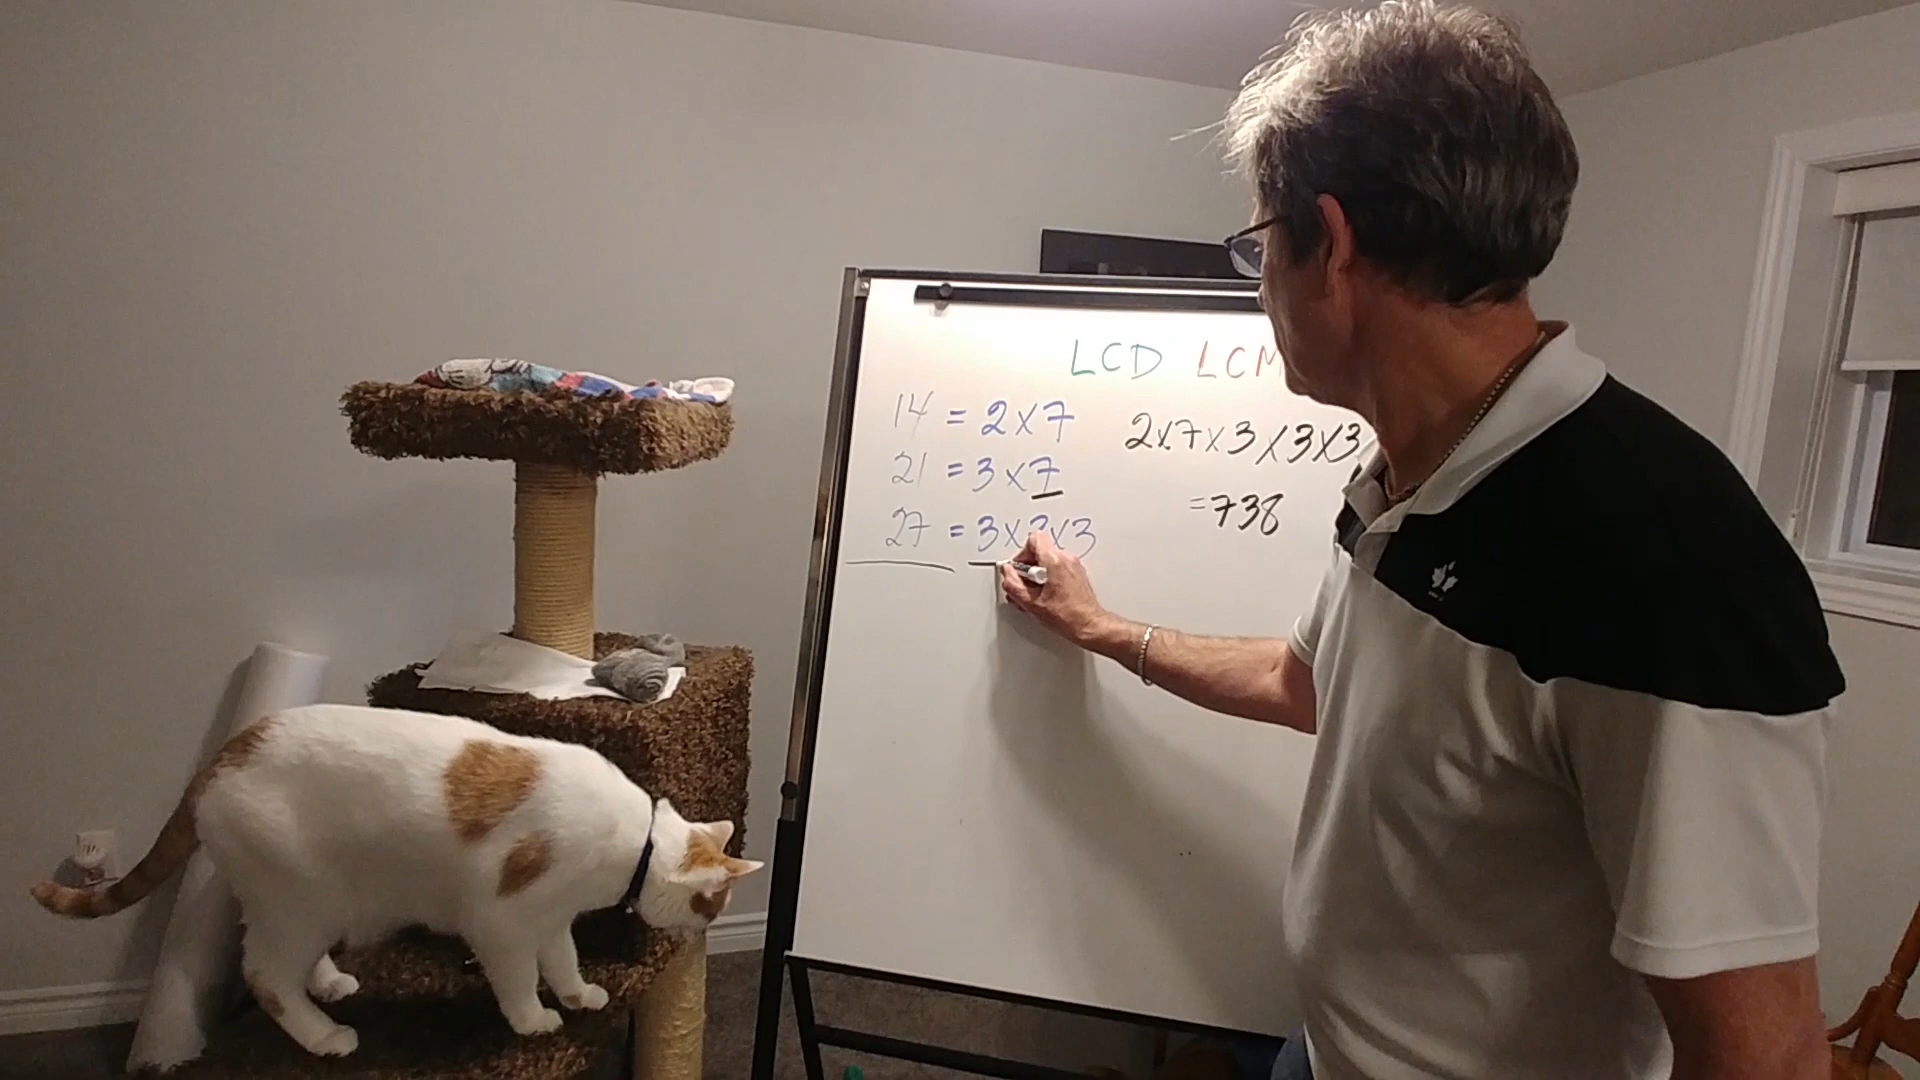 LCD LCM
14 = 2x7
21 = 3x7
27 = 3x3x3
2x7x3x3x3
=738